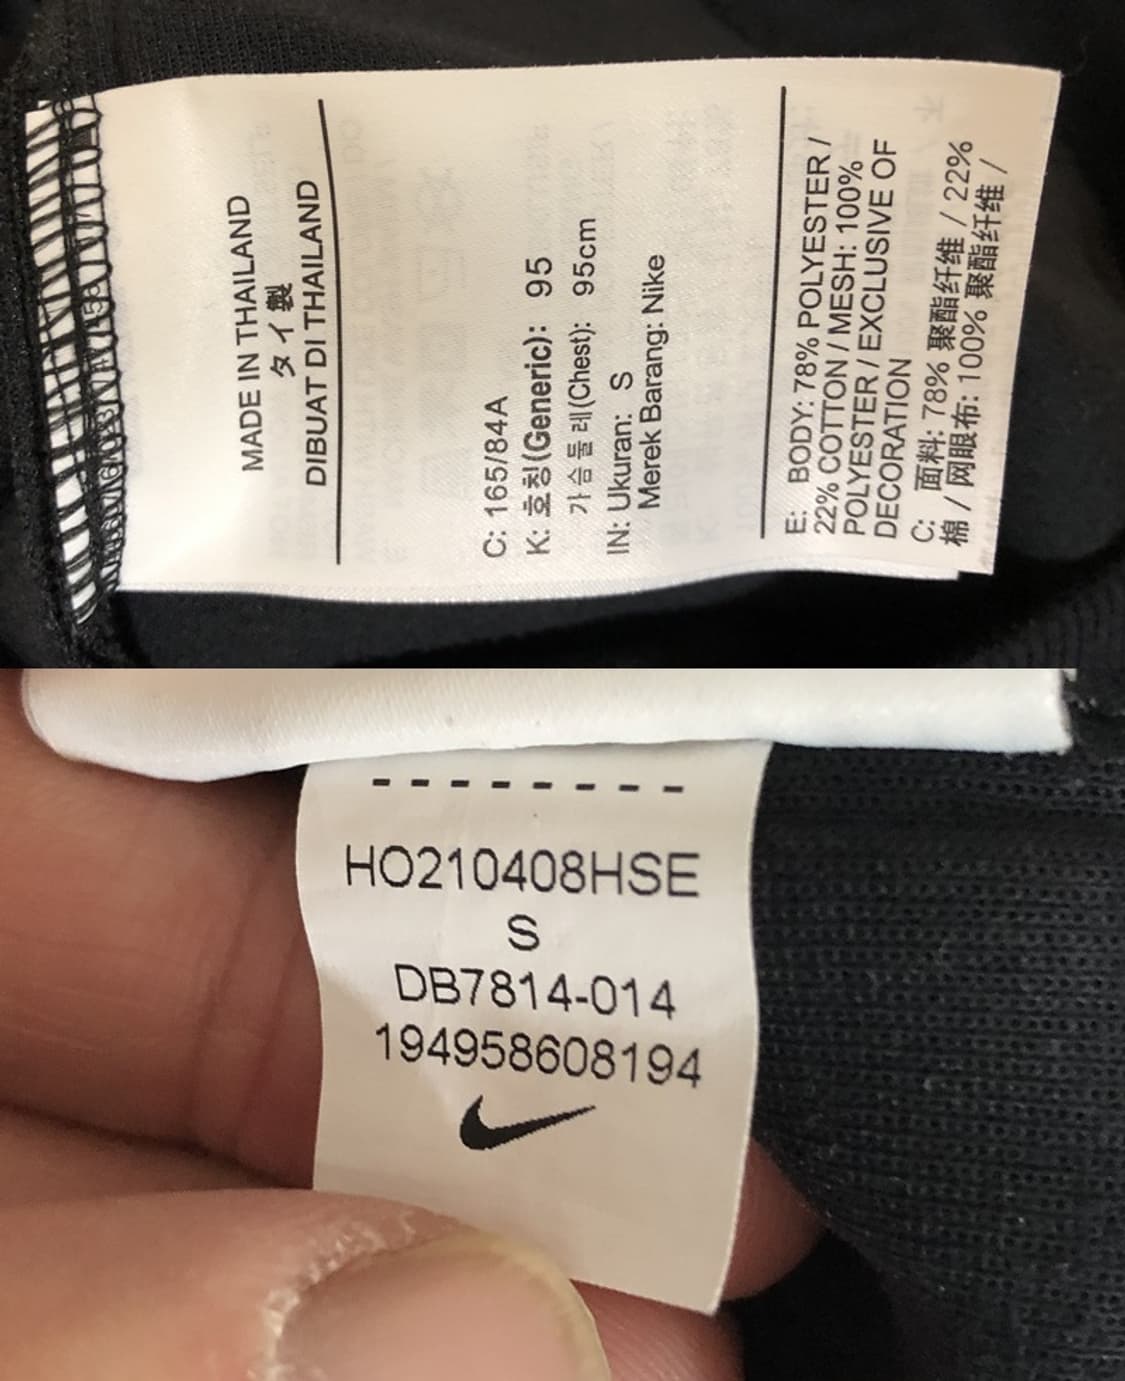 MADE IN THAILAND
タイ製
DIBUAT DI THAILAND
C: 165/84A
K: 호칭(Generic): 95
가슴둘레(Chest): 95cm
IN: Ukuran: S
Merek Barang: Nike
E: BODY: 78% POLYESTER /
22% COTTON / MESH: 100%
POLYESTER / EXCLUSIVE OF
DECORATION
C: 面料: 78% 聚酯纤维 / 22%
棉 / 网眼布: 100% 聚酯纤维 /
HO210408HSE
S
DB7814-014
194958608194